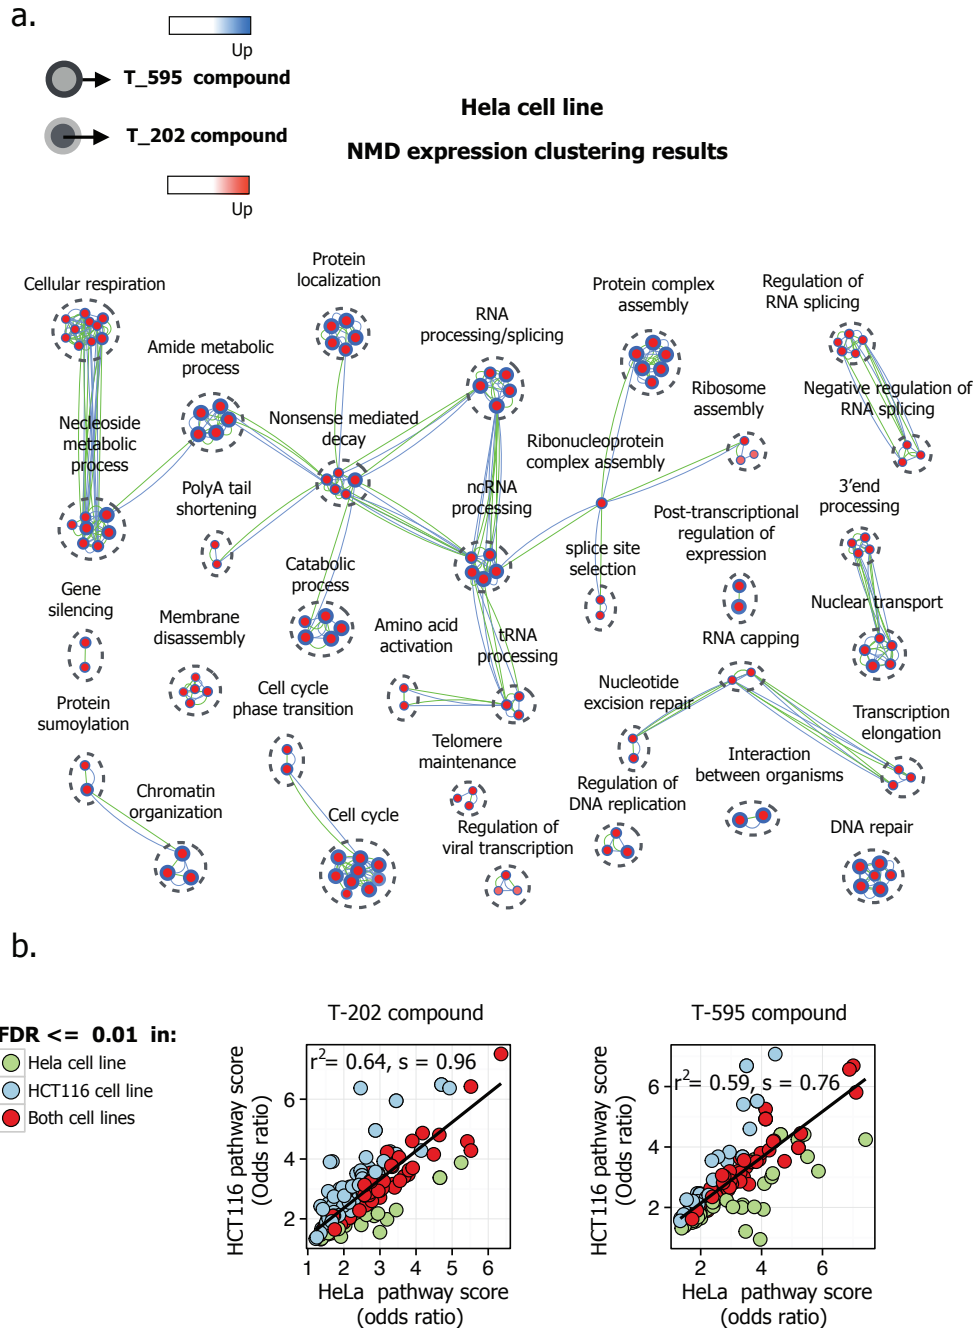 a.
Up
T_595 compound
T_202 compound
Up
Hela cell line
NMD expression clustering results
Cellular respiration
Protein
localization
RNA
processing/splicing
Protein complex
assembly
Regulation of
RNA splicing
Amide metabolic
process
Necleoside
metabolic
process
Nonsense mediated
decay
Ribosome
assembly
Negative regulation of
RNA splicing
Ribonucleoprotein
complex assembly
PolyA tail
shortening
ncRNA
processing
Post-transcriptional
regulation of
expression
3'end
processing
Gene
silencing
Catabolic
process
splice site
selection
Membrane
disassembly
Amino acid
activation
tRNA
processing
RNA capping
Nuclear transport
Protein
sumoylation
Cell cycle
phase transition
Nucleotide
excision repair
Transcription
elongation
Chromatin
organization
Telomere
maintenance
Regulation of
DNA replication
Interaction
between organisms
Cell cycle
Regulation of
viral transcription
DNA repair
b.
FDR <= 0.01 in:
Hela cell line
HCT116 cell line
Both cell lines
T-202 compound
r2= 0.64, s = 0.96
HCT116 pathway score
(Odds ratio)
6
4
2
1 2 3 4 5 6
HeLa pathway score
(odds ratio)
T-595 compound
r2= 0.59, s = 0.76
HCT116 pathway score
(Odds ratio)
6
4
2
2 4 6
HeLa pathway score
(odds ratio)